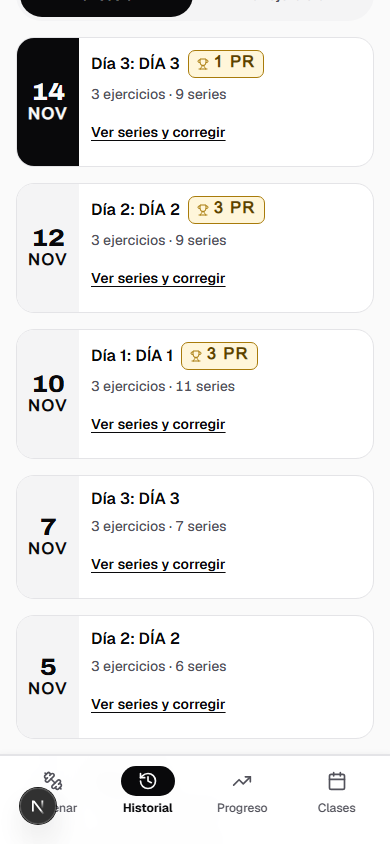 14
NOV
Día 3: DÍA 3
1 PR
3 ejercicios · 9 series
Ver series y corregir
12
NOV
Día 2: DÍA 2
3 PR
3 ejercicios · 9 series
Ver series y corregir
10
NOV
Día 1: DÍA 1
3 PR
3 ejercicios · 11 series
Ver series y corregir
7
NOV
Día 3: DÍA 3
3 ejercicios · 7 series
Ver series y corregir
5
NOV
Día 2: DÍA 2
3 ejercicios · 6 series
Ver series y corregir
N
Historial
Progreso
Clases